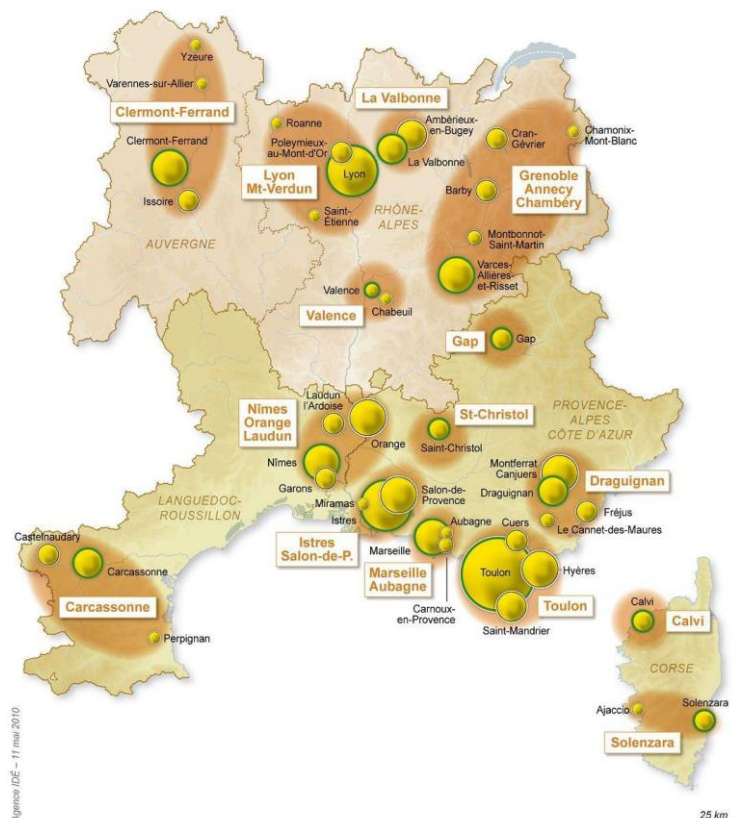 Yzeure
Varennes-sur-Allier
Clermont-Ferrand
Clermont-Ferrand
Issoire
AUVERGNE
Roanne
Poleymieux-
au-Mont-d'Or
Lyon
Lyon
Mt-Verdun
Saint-
Étienne
La Valbonne
Ambérieux-
en-Bugey
La Valbonne
RHÔNE-
ALPES
Cran-
Gévrier
Chamonix-
Mont-Blanc
Grenoble
Annecy
Chambéry
Barby
Montbonnot-
Saint-Martin
Varces-
Allières-
et-Risset
Valence
Chabeuil
Valence
Gap
Gap
Laudun
l'Ardoise
Nîmes
Orange
Laudun
Orange
Nîmes
Garons
St-Christol
Saint-Christol
PROVENCE-
ALPES
CÔTE D'AZUR
Montferrat
Canjuers
Draguignan
Draguignan
Fréjus
Le Cannet-des-Maures
LANGUEDOC-
ROUSSILLON
Miramas
Istres
Salon-de-
Provence
Istres
Salon-de-P.
Marseille
Aubagne
Marseille
Aubagne
Carnoux-
en-Provence
Cuers
Toulon
Hyères
Saint-Mandrier
Toulon
Castelnaudary
Carcassonne
Carcassonne
Perpignan
Calvi
Calvi
CORSE
Ajaccio
Solenzara
Solenzara
Agence IDÉ – 11 mai 2010
25 km